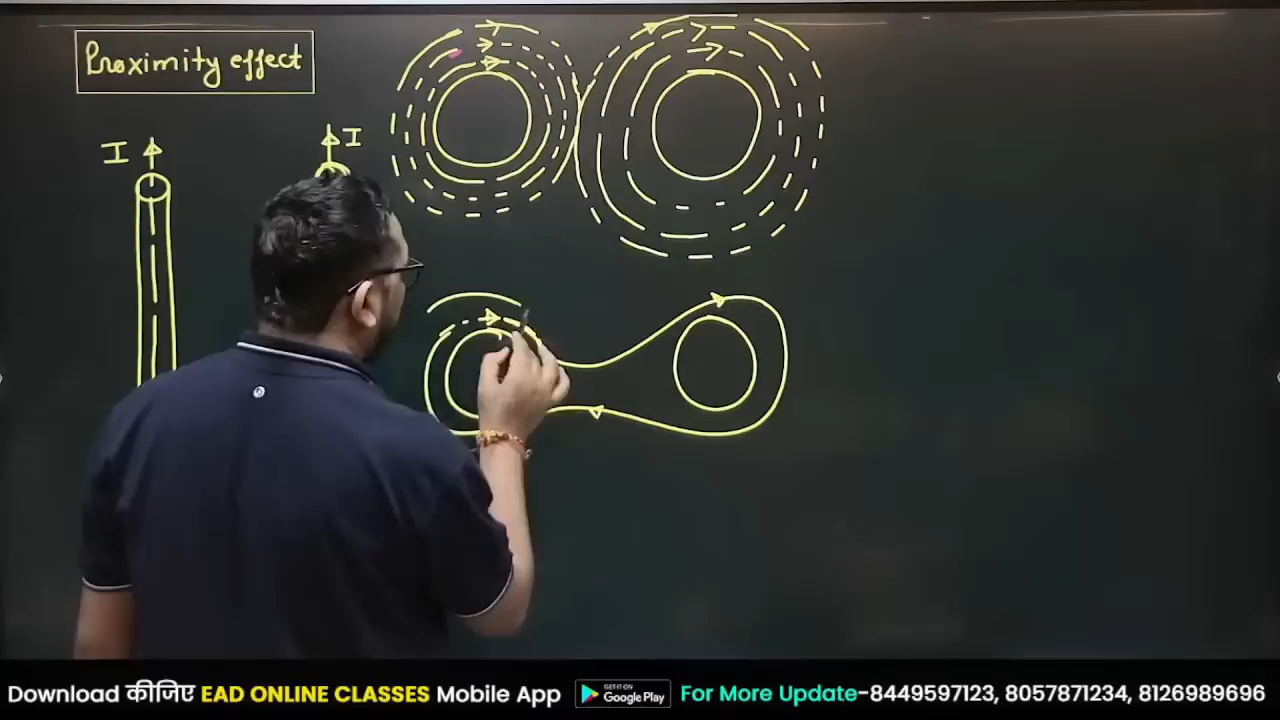 Proximity effect
I
I
Download कीजिए EAD ONLINE CLASSES Mobile App
GET IT ON
Google Play
For More Update-8449597123, 8057871234, 8126989696